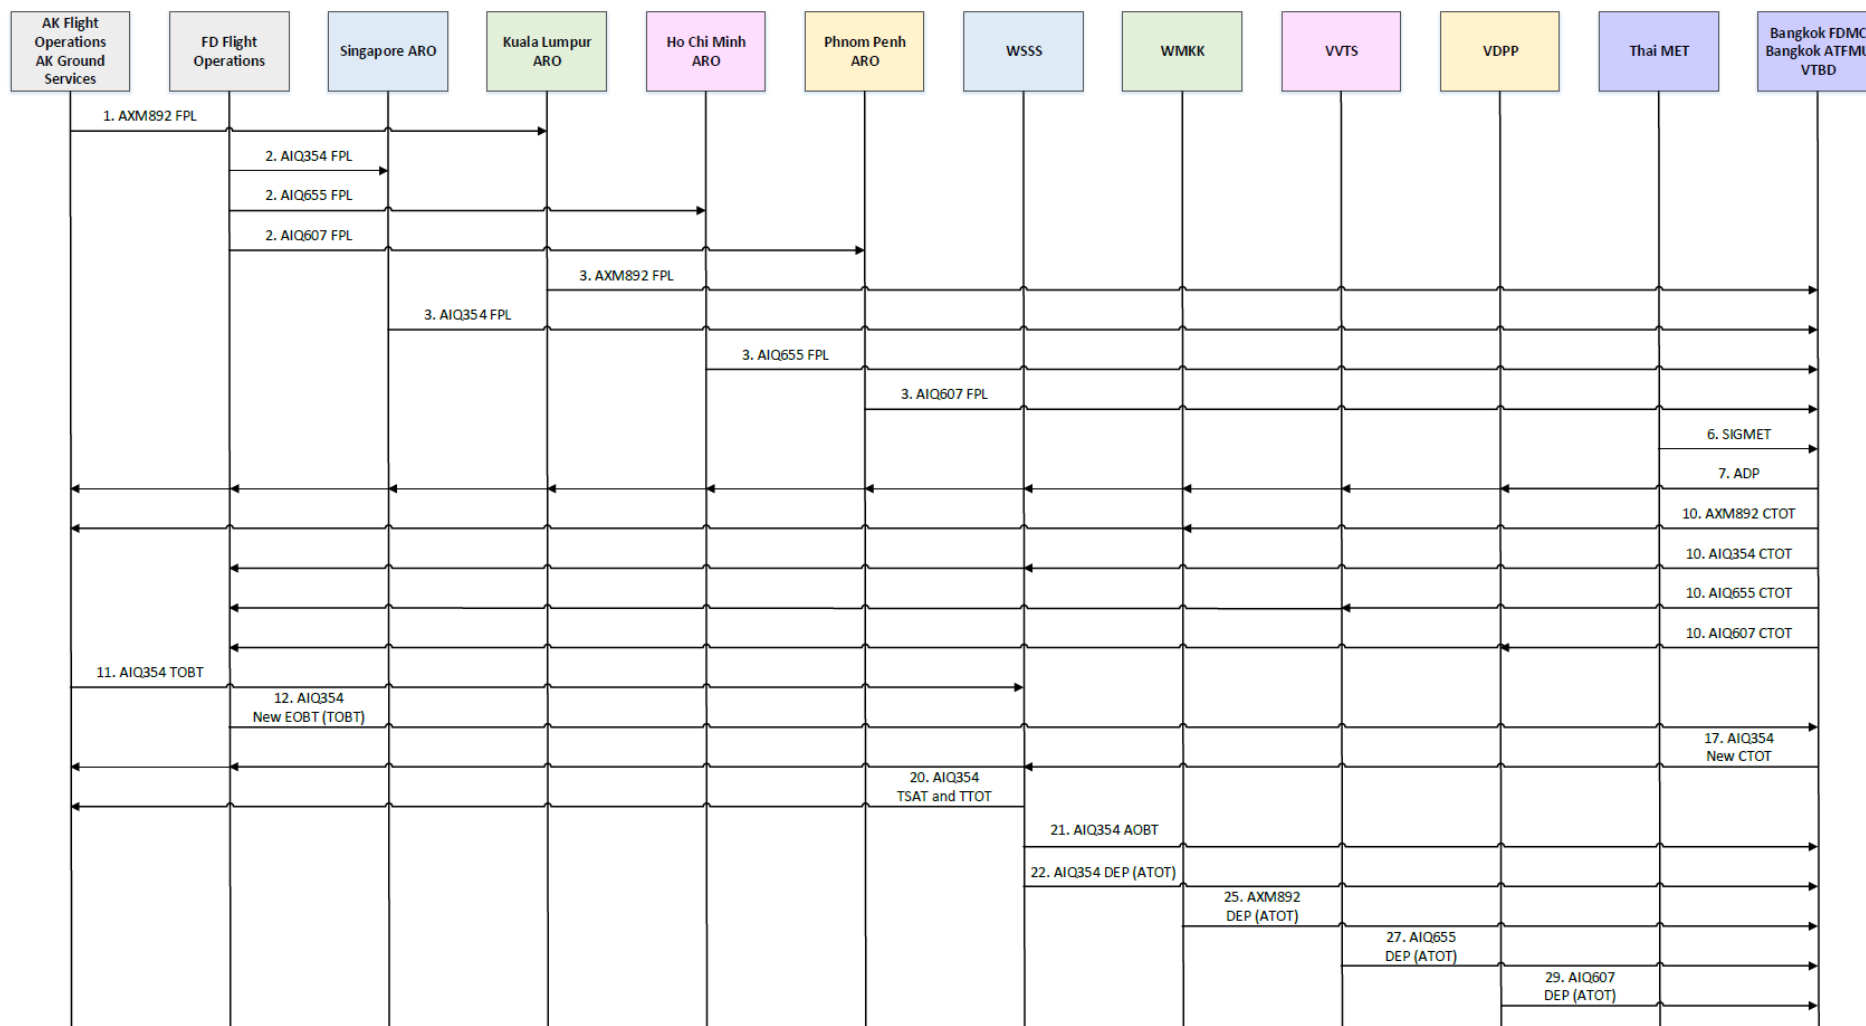 AK Flight
Operations
AK Ground
Services
FD Flight
Operations
Singapore ARO
Kuala Lumpur
ARO
Ho Chi Minh
ARO
Phnom Penh
ARO
WSSS
WMKK
VVTS
VDPP
Thai MET
Bangkok FDMC
Bangkok ATFMU
VTBD
1. AXM892 FPL
2. AIQ354 FPL
2. AIQ655 FPL
2. AIQ607 FPL
3. AXM892 FPL
3. AIQ354 FPL
3. AIQ655 FPL
3. AIQ607 FPL
6. SIGMET
7. ADP
10. AXM892 CTOT
10. AIQ354 CTOT
10. AIQ655 CTOT
10. AIQ607 CTOT
11. AIQ354 TOBT
12. AIQ354
New EOBT (TOBT)
17. AIQ354
New CTOT
20. AIQ354
TSAT and TTOT
21. AIQ354 AOBT
22. AIQ354 DEP (ATOT)
25. AXM892
DEP (ATOT)
27. AIQ655
DEP (ATOT)
29. AIQ607
DEP (ATOT)